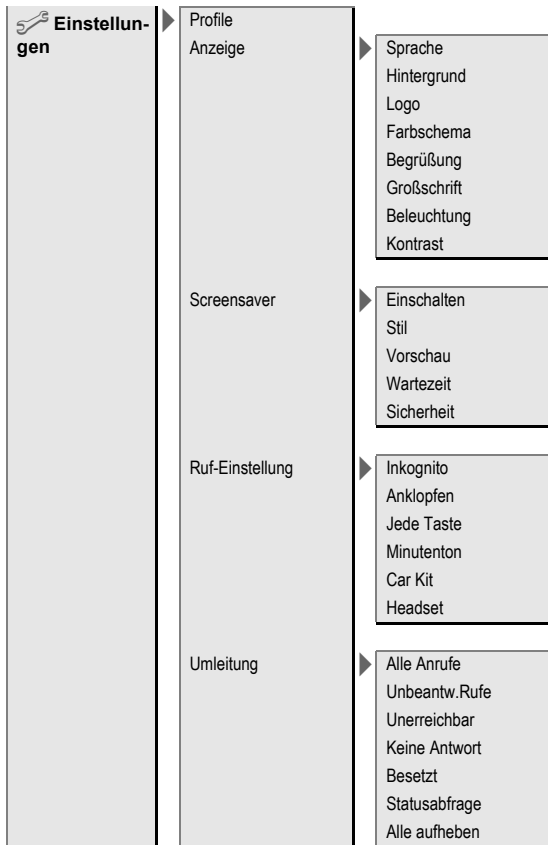 Einstellun-
gen
Profile
Anzeige
Sprache
Hintergrund
Logo
Farbschema
Begrüßung
Großschrift
Beleuchtung
Kontrast
Screensaver
Einschalten
Stil
Vorschau
Wartezeit
Sicherheit
Ruf-Einstellung
Inkognito
Anklopfen
Jede Taste
Minutenton
Car Kit
Headset
Umleitung
Alle Anrufe
Unbeantw.Rufe
Unerreichbar
Keine Antwort
Besetzt
Statusabfrage
Alle aufheben